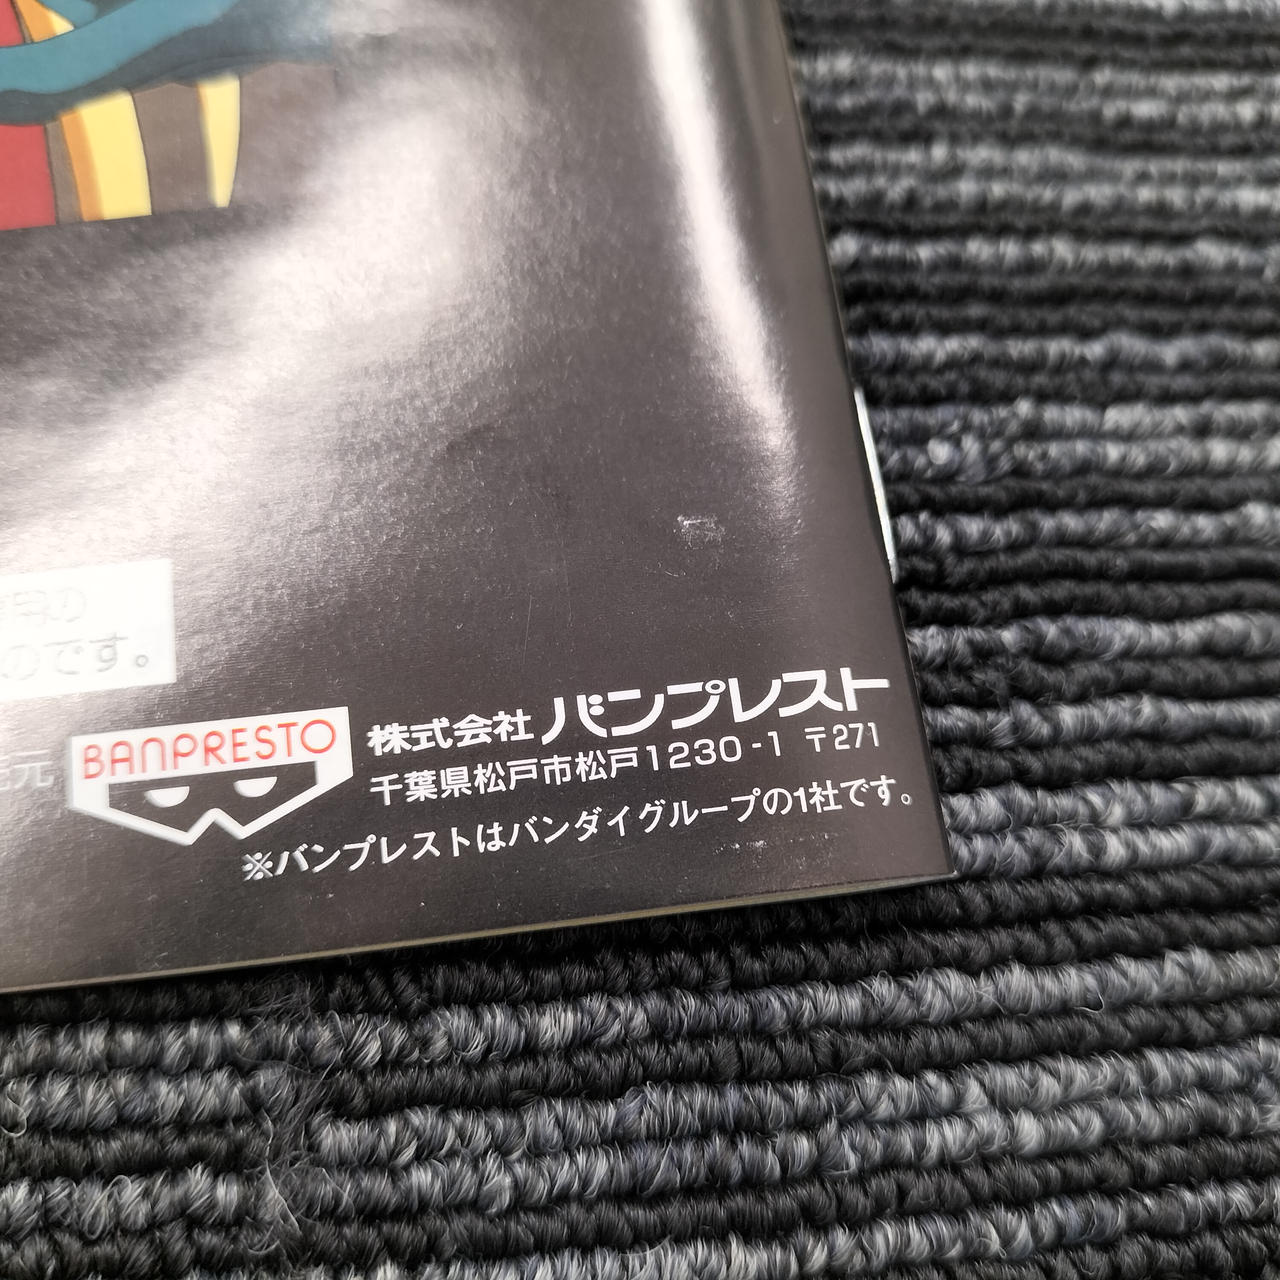 のです。
元
BANPRESTO
株式会社 バンプレスト
千葉県松戸市松戸1230-1 〒271
※バンプレストはバンダイグループの1社です。